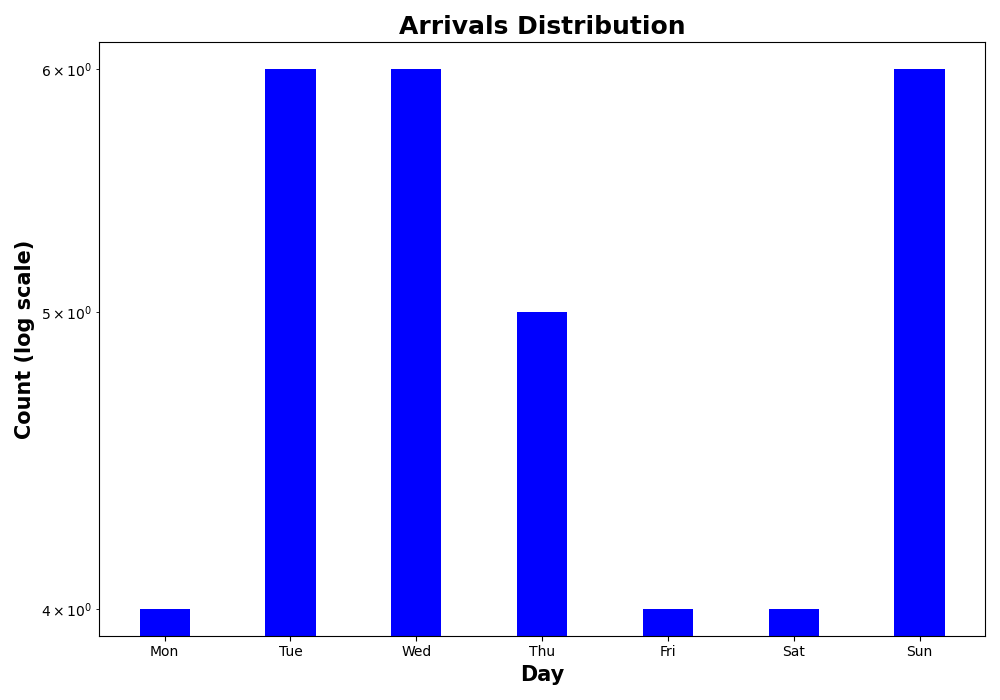 Arrivals Distribution
Count (log scale)
6 × 10⁰
5 × 10⁰
4 × 10⁰
Mon Tue Wed Thu Fri Sat Sun
Day